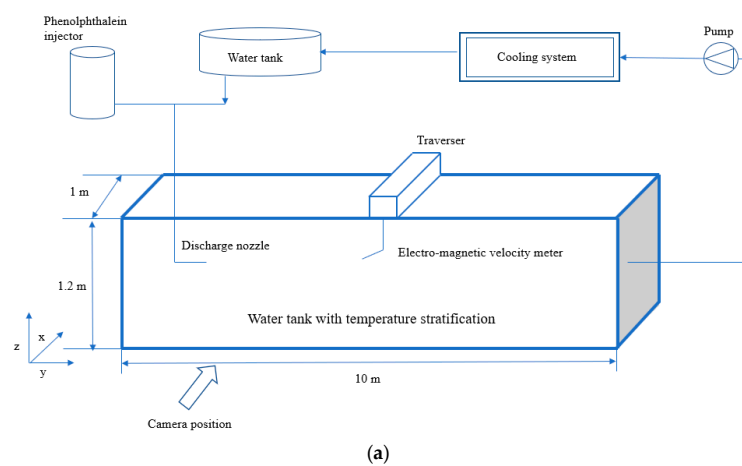 Phenolphthalein
injector
Water tank
Cooling system
Pump
Traverser
1 m
Discharge nozzle
Electro-magnetic velocity meter
1.2 m
Water tank with temperature stratification
x
z
y
10 m
Camera position
(a)